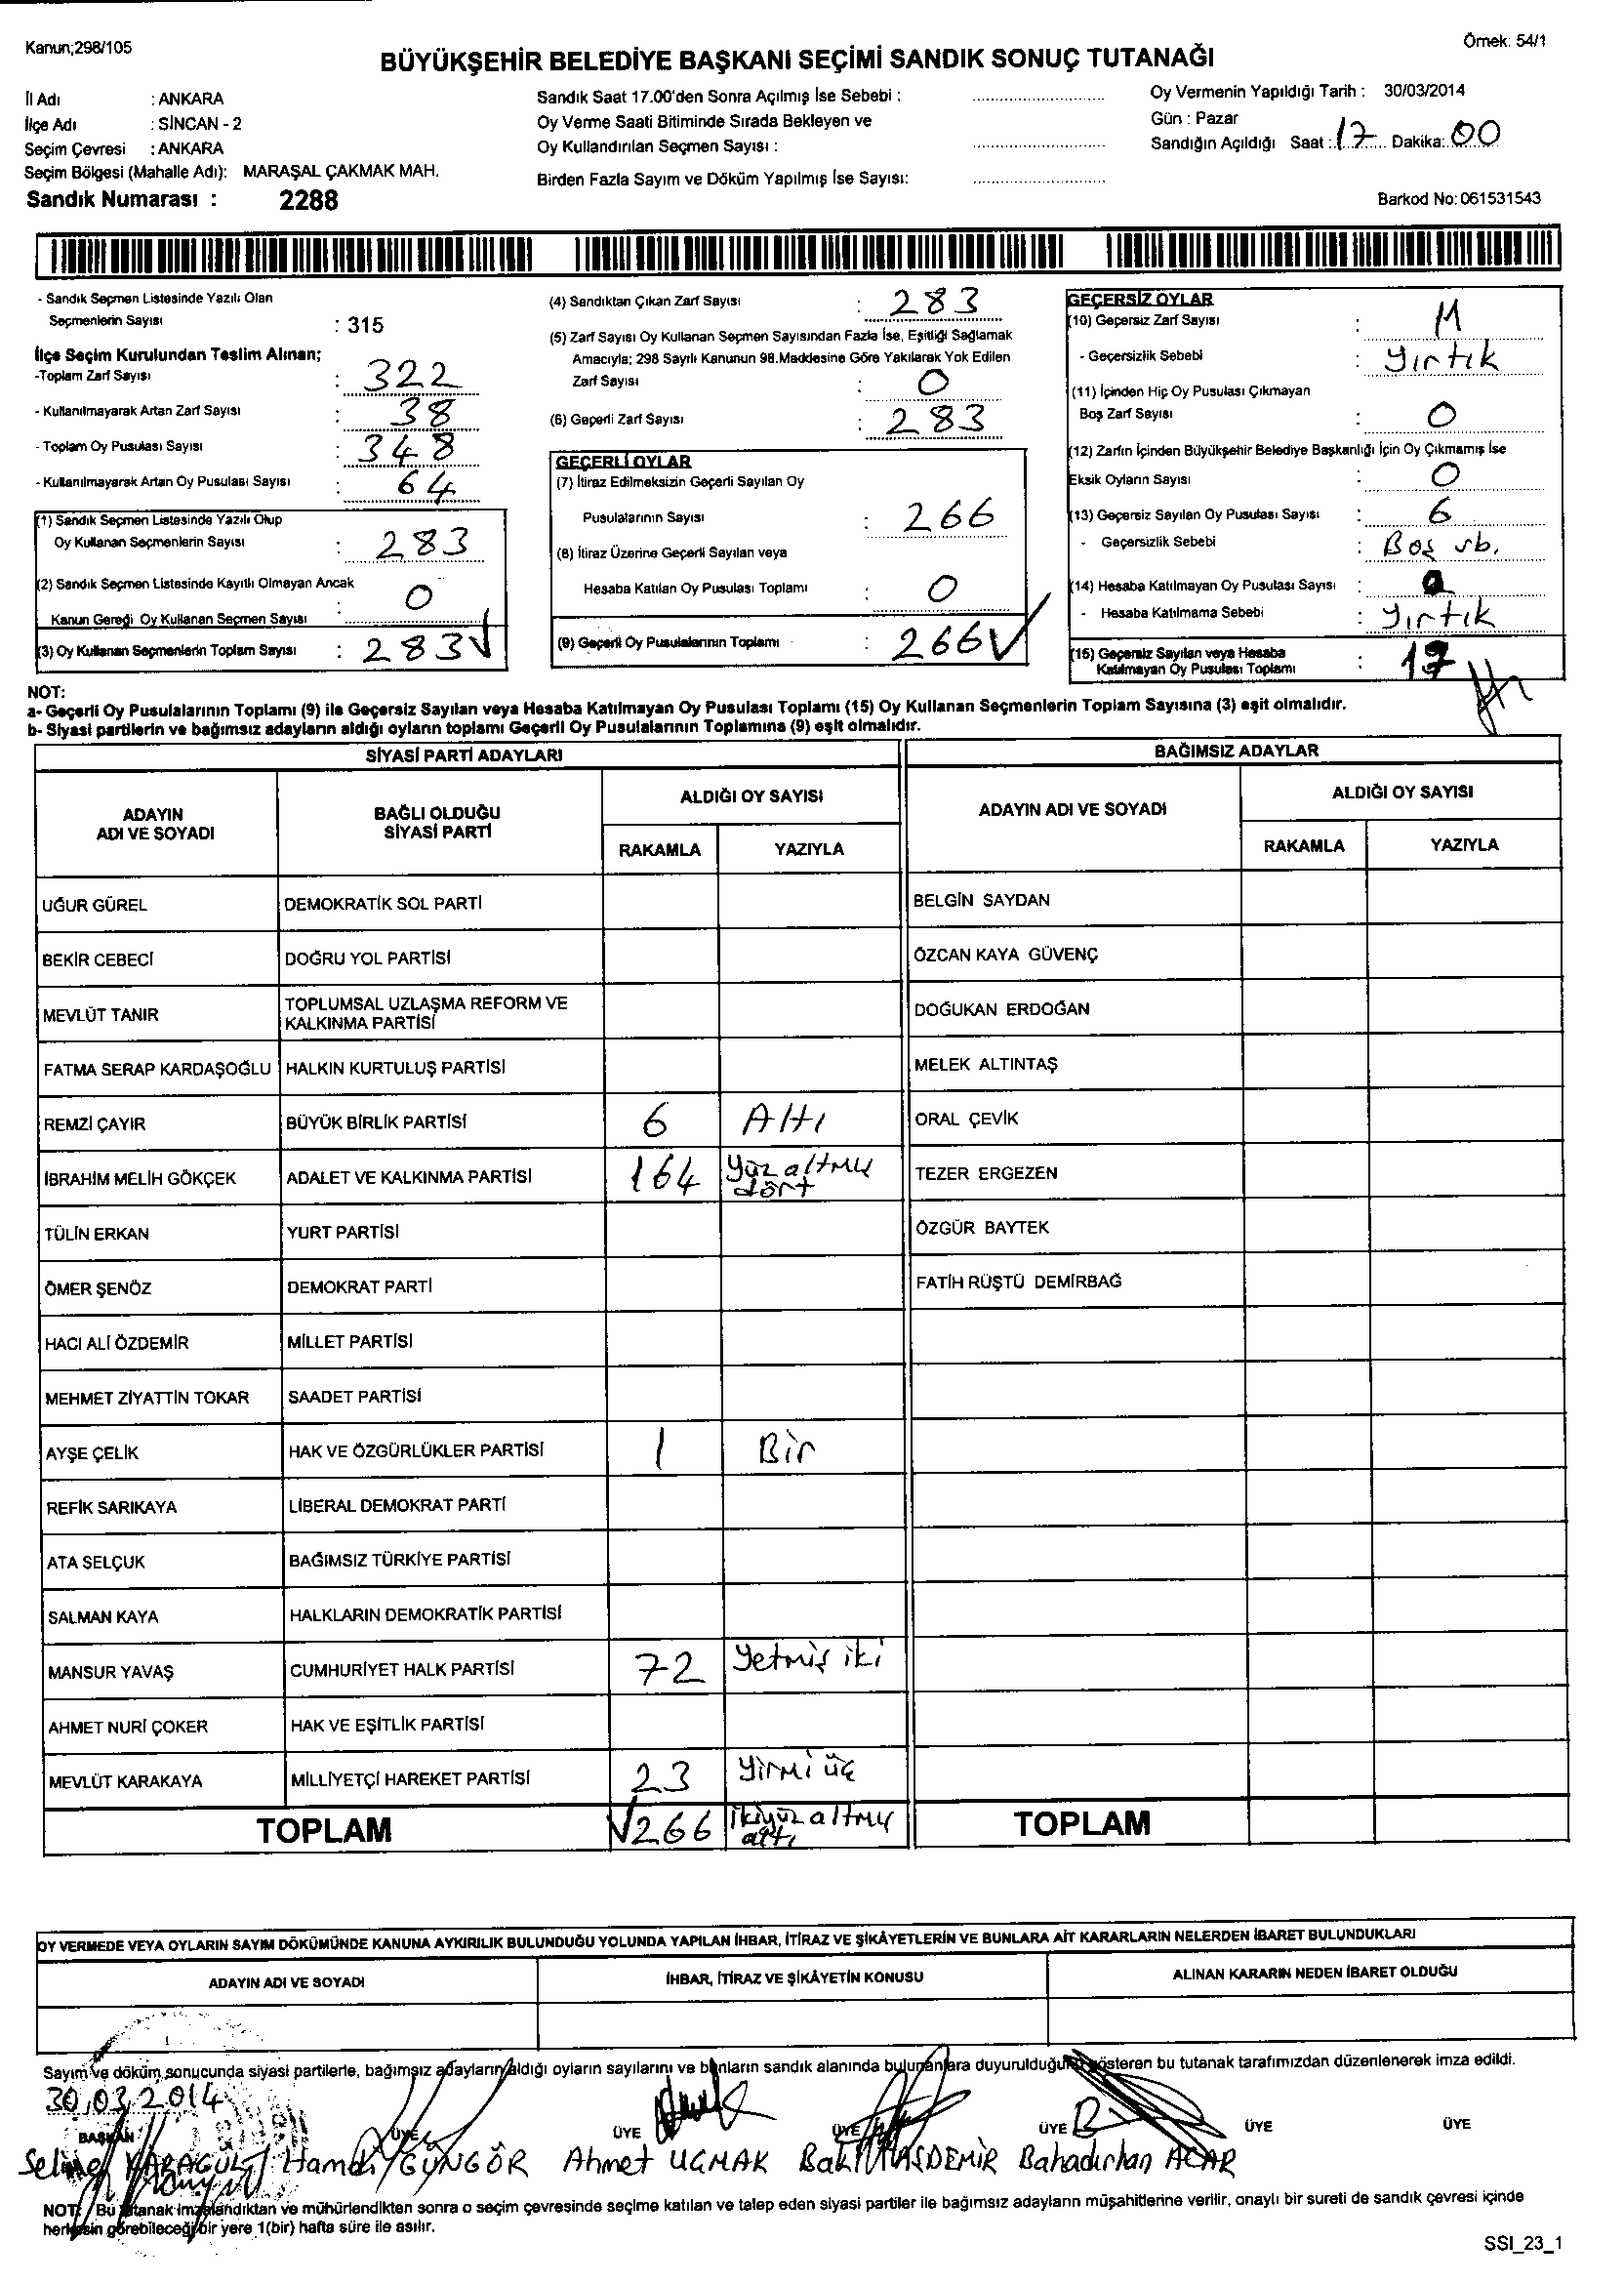 Kanun;298/105
Örnek: 54/1
BÜYÜKŞEHİR BELEDİYE BAŞKANI SEÇİMİ SANDIK SONUÇ TUTANAĞI
İl Adı : ANKARA
İlçe Adı : SİNCAN - 2
Seçim Çevresi : ANKARA
Seçim Bölgesi (Mahalle Adı): MARAŞAL ÇAKMAK MAH.
Sandık Numarası : 2288
Sandık Saat 17.00'den Sonra Açılmış İse Sebebi :
Oy Verme Saati Bitiminde Sırada Bekleyen ve
Oy Kullandırılan Seçmen Sayısı :
Birden Fazla Sayım ve Döküm Yapılmış İse Sayısı:
Oy Vermenin Yapıldığı Tarih : 30/03/2014
Gün : Pazar
Sandığın Açıldığı Saat : 17 Dakika: 00
Barkod No: 061531543
- Sandık Seçmen Listesinde Yazılı Olan
Seçmenlerin Sayısı : 315
İlçe Seçim Kurulundan Teslim Alınan;
-Toplam Zarf Sayısı : 322
- Kullanılmayarak Artan Zarf Sayısı : 38
- Toplam Oy Pusulası Sayısı : 348
- Kullanılmayarak Artan Oy Pusulası Sayısı : 64
(1) Sandık Seçmen Listesinde Yazılı Olup
Oy Kullanan Seçmenlerin Sayısı : 283
(2) Sandık Seçmen Listesinde Kayıtlı Olmayan Ancak
Kanun Gereği Oy Kullanan Seçmen Sayısı : 0
(3) Oy Kullanan Seçmenlerin Toplam Sayısı : 283
(4) Sandıktan Çıkan Zarf Sayısı : 283
(5) Zarf Sayısı Oy Kullanan Seçmen Sayısından Fazla İse, Eşitliği Sağlamak
Amacıyla; 298 Sayılı Kanunun 98.Maddesine Göre Yakılarak Yok Edilen
Zarf Sayısı : 0
(6) Geçerli Zarf Sayısı : 283
GEÇERLİ OYLAR
(7) İtiraz Edilmeksizin Geçerli Sayılan Oy
Pusulalarının Sayısı : 266
(8) İtiraz Üzerine Geçerli Sayılan veya
Hesaba Katılan Oy Pusulası Toplamı : 0
(9) Geçerli Oy Pusulalarının Toplamı : 266
GEÇERSİZ OYLAR
(10) Geçersiz Zarf Sayısı : 11
- Geçersizlik Sebebi : Yırtık
(11) İçinden Hiç Oy Pusulası Çıkmayan
Boş Zarf Sayısı : 0
(12) Zarfın İçinden Büyükşehir Belediye Başkanlığı İçin Oy Çıkmamış İse
Eksik Oyların Sayısı : 0
(13) Geçersiz Sayılan Oy Pusulası Sayısı : 6
- Geçersizlik Sebebi : Boş vb.
(14) Hesaba Katılmayan Oy Pusulası Sayısı :
- Hesaba Katılmama Sebebi : Yırtık
(15) Geçersiz Sayılan veya Hesaba
Katılmayan Oy Pusulası Toplamı : 17
NOT:
a- Geçerli Oy Pusulalarının Toplamı (9) ile Geçersiz Sayılan veya Hesaba Katılmayan Oy Pusulası Toplamı (15) Oy Kullanan Seçmenlerin Toplam Sayısına (3) eşit olmalıdır.
b- Siyasi partilerin ve bağımsız adayların aldığı oyların toplamı Geçerli Oy Pusulalarının Toplamına (9) eşit olmalıdır.
SİYASİ PARTİ ADAYLARI
BAĞIMSIZ ADAYLAR
ADAYIN ADI VE SOYADI
BAĞLI OLDUĞU SİYASİ PARTİ
ALDIĞI OY SAYISI
RAKAMLA YAZIYLA
ADAYIN ADI VE SOYADI
ALDIĞI OY SAYISI
RAKAMLA YAZIYLA
UĞUR GÜREL DEMOKRATİK SOL PARTİ BELGİN SAYDAN
BEKİR CEBECİ DOĞRU YOL PARTİSİ ÖZCAN KAYA GÜVENÇ
MEVLÜT TANIR TOPLUMSAL UZLAŞMA REFORM VE KALKINMA PARTİSİ DOĞUKAN ERDOĞAN
FATMA SERAP KARDAŞOĞLU HALKIN KURTULUŞ PARTİSİ MELEK ALTINTAŞ
REMZİ ÇAYIR BÜYÜK BİRLİK PARTİSİ 6 Altı ORAL ÇEVİK
İBRAHİM MELİH GÖKÇEK ADALET VE KALKINMA PARTİSİ 164 Yüz altmış dört TEZER ERGEZEN
TÜLİN ERKAN YURT PARTİSİ ÖZGÜR BAYTEK
ÖMER ŞENÖZ DEMOKRAT PARTİ FATİH RÜŞTÜ DEMİRBAĞ
HACI ALİ ÖZDEMİR MİLLET PARTİSİ
MEHMET ZİYATTİN TOKAR SAADET PARTİSİ
AYŞE ÇELİK HAK VE ÖZGÜRLÜKLER PARTİSİ 1 Bir
REFİK SARIKAYA LİBERAL DEMOKRAT PARTİ
ATA SELÇUK BAĞIMSIZ TÜRKİYE PARTİSİ
SALMAN KAYA HALKLARIN DEMOKRATİK PARTİSİ
MANSUR YAVAŞ CUMHURİYET HALK PARTİSİ 72 Yetmiş iki
AHMET NURİ ÇOKER HAK VE EŞİTLİK PARTİSİ
MEVLÜT KARAKAYA MİLLİYETÇİ HAREKET PARTİSİ 23 Yirmi üç
TOPLAM 266 İkiyüz altmış altı TOPLAM
OY VERMEDE VEYA OYLARIN SAYIM DÖKÜMÜNDE KANUNA AYKIRILIK BULUNDUĞU YOLUNDA YAPILAN İHBAR, İTİRAZ VE ŞİKÂYETLERİN VE BUNLARA AİT KARARLARIN NELERDEN İBARET BULUNDUKLARI
ADAYIN ADI VE SOYADI İHBAR, İTİRAZ VE ŞİKÂYETİN KONUSU ALINAN KARARIN NEDEN İBARET OLDUĞU
Sayım ve döküm sonucunda siyasi partilerle, bağımsız adayların aldığı oyların sayılarını ve bunların sandık alanında bulunanlara duyurulduğunu gösteren bu tutanak tarafımızdan düzenlenerek imza edildi.
30.03.2014
BAŞKAN ÜYE ÜYE ÜYE ÜYE ÜYE ÜYE
KARAGÜL Hamdi GÜNGÖR Ahmet UÇMAK Baki TAŞDEMİR Bahadırhan ACAR
NOT: Bu tutanak imzalandıktan ve mühürlendikten sonra o seçim çevresinde seçime katılan ve talep eden siyasi partiler ile bağımsız adayların müşahitlerine verilir, onaylı bir sureti de sandık çevresi içinde
herkesin görebileceği bir yere 1(bir) hafta süre ile asılır.
SSI_23_1